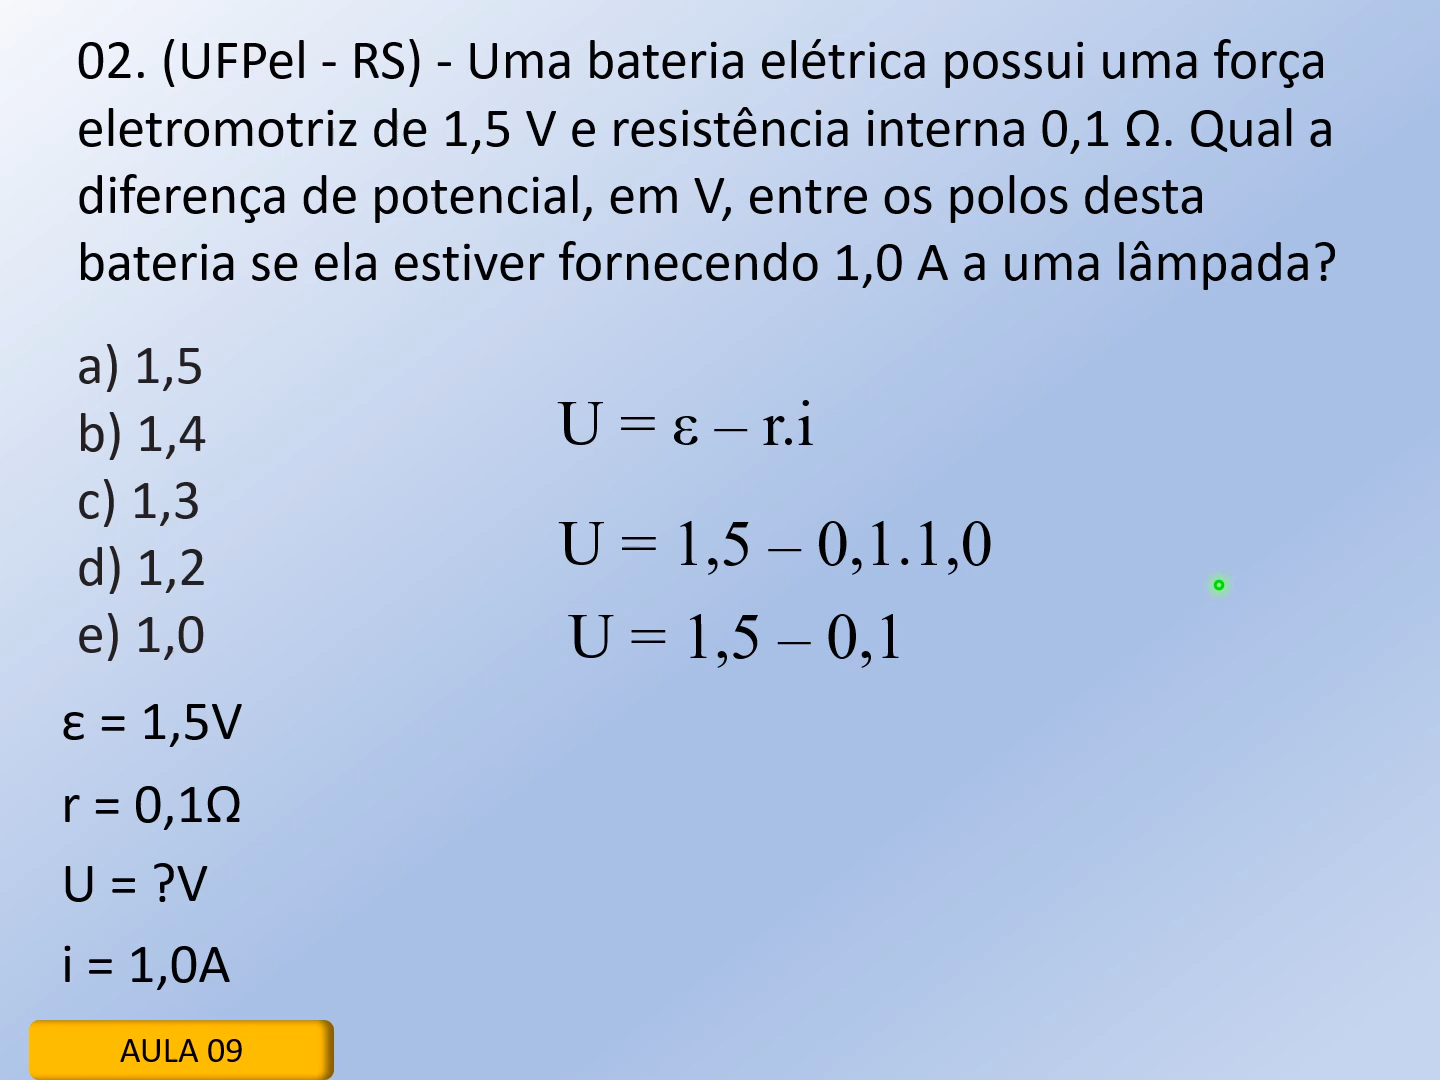 02. (UFPel - RS) - Uma bateria elétrica possui uma força
eletromotriz de 1,5 V e resistência interna 0,1 Ω. Qual a
diferença de potencial, em V, entre os polos desta
bateria se ela estiver fornecendo 1,0 A a uma lâmpada?
a) 1,5
b) 1,4
c) 1,3
d) 1,2
e) 1,0
ε = 1,5V
r = 0,1Ω
U = ?V
i = 1,0A
U = ε – r.i
U = 1,5 – 0,1.1,0
U = 1,5 – 0,1
AULA 09